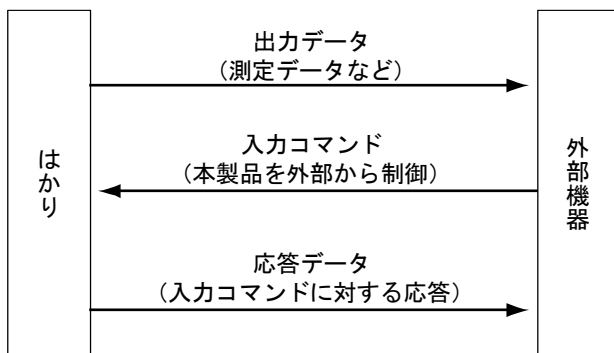 はかり
出力データ
（測定データなど）
入力コマンド
（本製品を外部から制御）
応答データ
（入力コマンドに対する応答）
外部機器